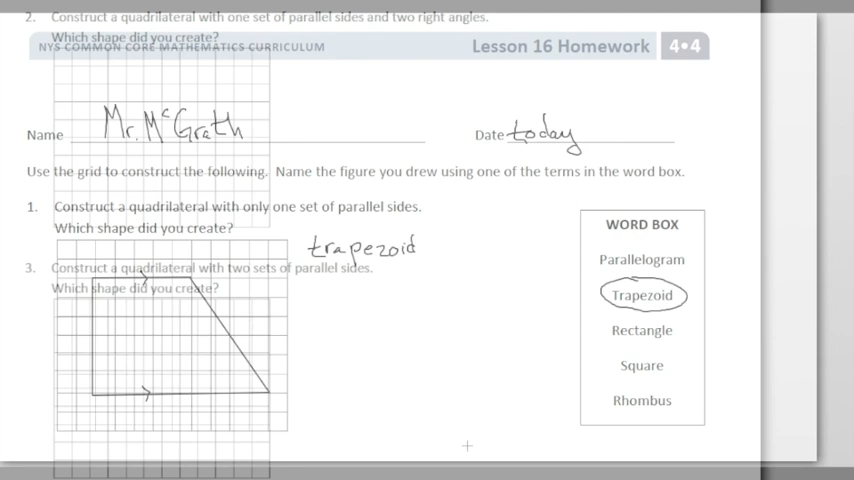 2. Construct a quadrilateral with one set of parallel sides and two right angles.
Which shape did you create?
NYS COMMON CORE MATHEMATICS CURRICULUM
Lesson 16 Homework 4•4
Name Mr. McGrath
Date today
Use the grid to construct the following. Name the figure you drew using one of the terms in the word box.
1. Construct a quadrilateral with only one set of parallel sides.
Which shape did you create?
trapezoid
3. Construct a quadrilateral with two sets of parallel sides.
Which shape did you create?
WORD BOX
Parallelogram
Trapezoid
Rectangle
Square
Rhombus